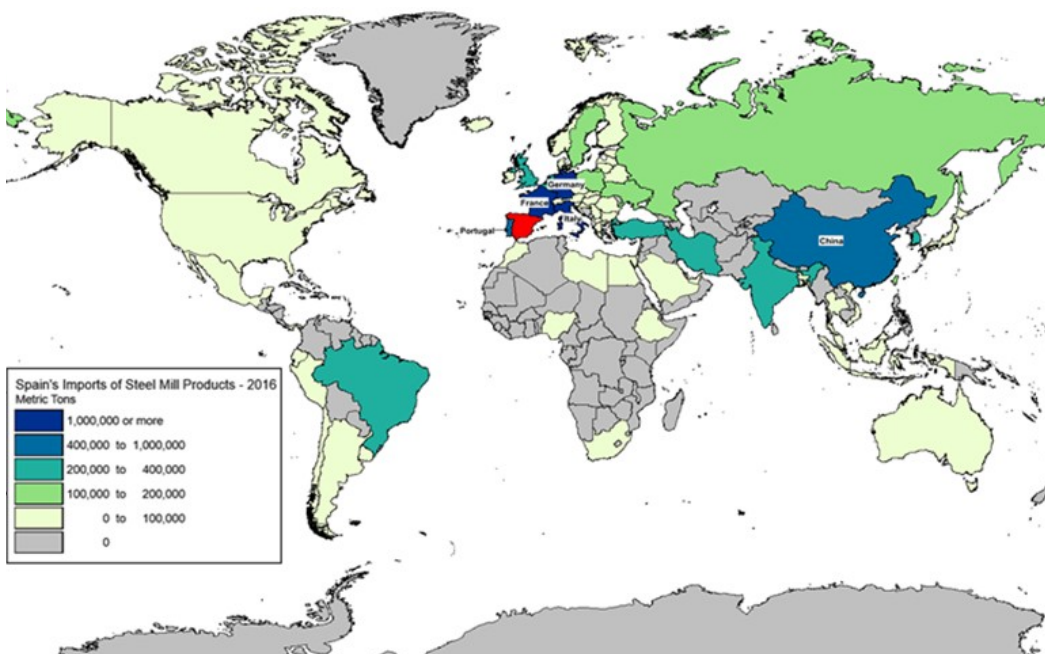 Germany
France
Italy
Portugal
China
Spain's Imports of Steel Mill Products - 2016
Metric Tons
1,000,000 or more
400,000 to 1,000,000
200,000 to 400,000
100,000 to 200,000
0 to 100,000
0